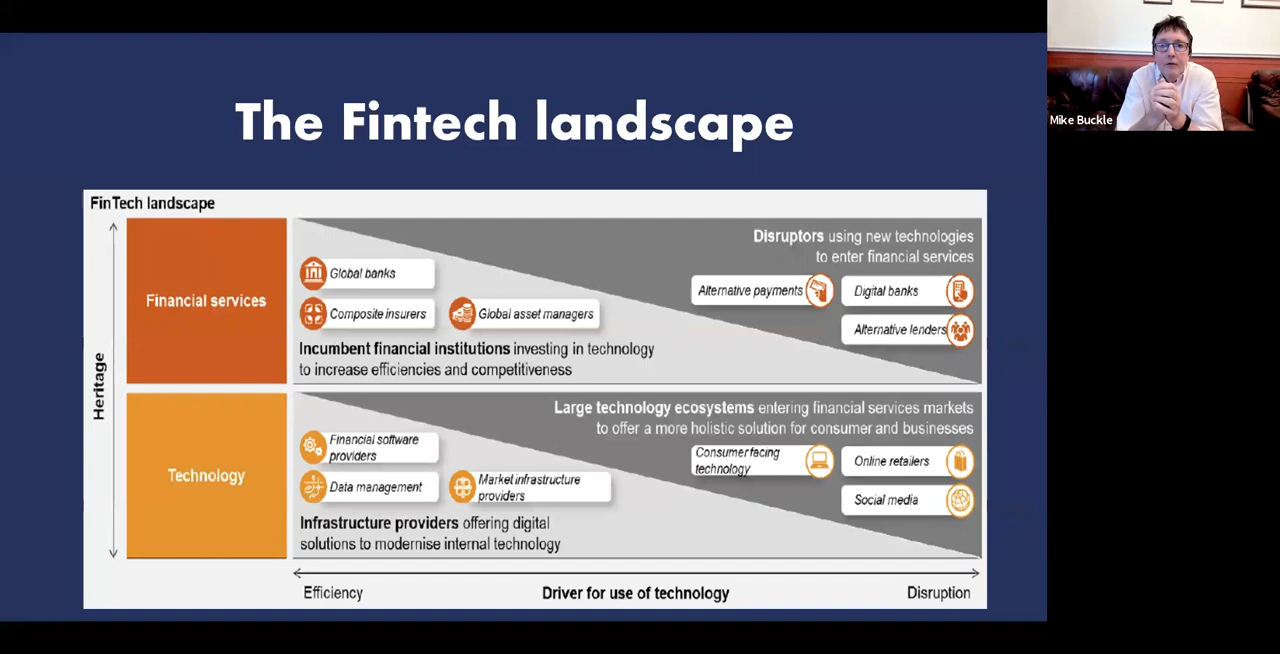 The Fintech landscape
Mike Buckle
FinTech landscape
Heritage
Financial services
Global banks
Composite insurers
Global asset managers
Incumbent financial institutions investing in technology
to increase efficiencies and competitiveness
Disruptors using new technologies
to enter financial services
Alternative payments
Digital banks
Alternative lenders
Technology
Financial software
providers
Data management
Market infrastructure
providers
Infrastructure providers offering digital
solutions to modernise internal technology
Large technology ecosystems entering financial services markets
to offer a more holistic solution for consumer and businesses
Consumer facing
technology
Online retailers
Social media
Efficiency
Driver for use of technology
Disruption